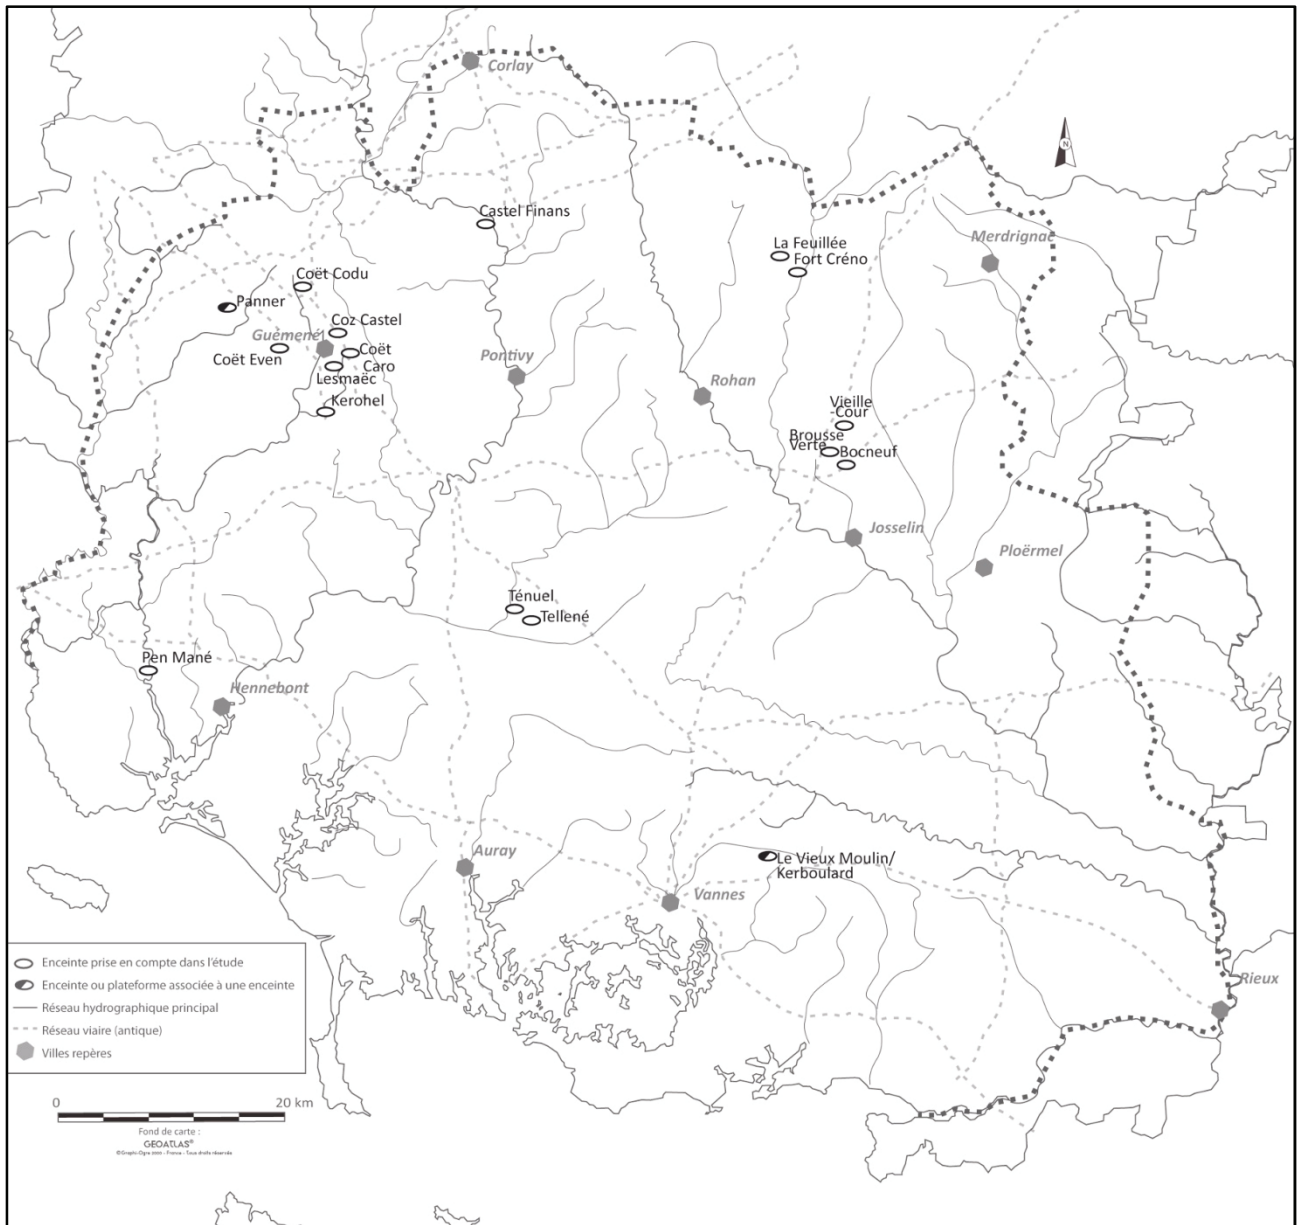 Corlay
N
Castel Finans
La Feuillée
Fort Créno
Merdrignac
Coët Codu
Panner
Coz Castel
Guémené
Coët
Caro
Coët Even
Lesmaëc
Kerohel
Pontivy
Rohan
Vieille
-Cour
Brousse
Verte
Bocneuf
Josselin
Ploërmel
Ténuel
Tellené
Pen Mané
Hennebont
Auray
Le Vieux Moulin/
Kerboulard
Vannes
Rieux
Enceinte prise en compte dans l'étude
Enceinte ou plateforme associée à une enceinte
Réseau hydrographique principal
Réseau viaire (antique)
Villes repères
0 20 km
Fond de carte :
GEOATLAS®